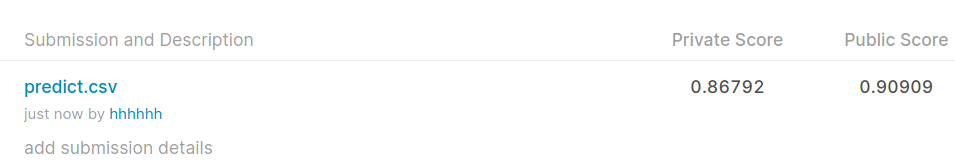 Submission and Description Private Score Public Score
predict.csv 0.86792 0.90909
just now by hhhhhh
add submission details